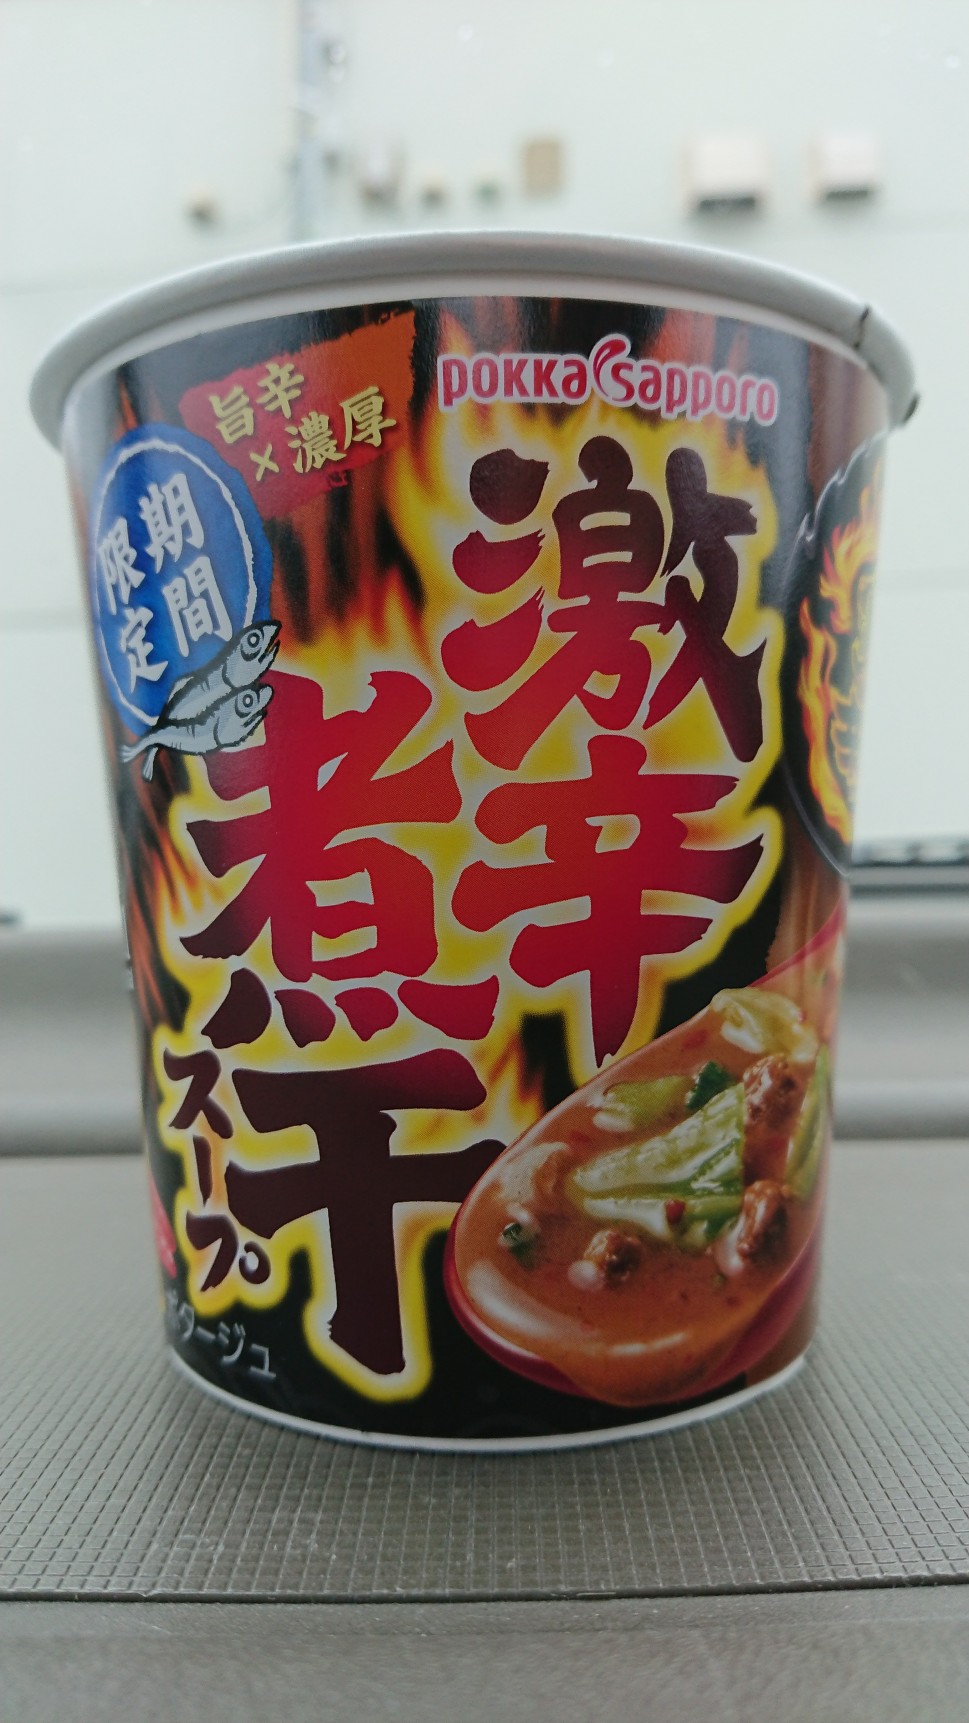 pokka sapporo
旨辛
×濃厚
期間
限定
激辛
煮干
スープ
ポタージュ